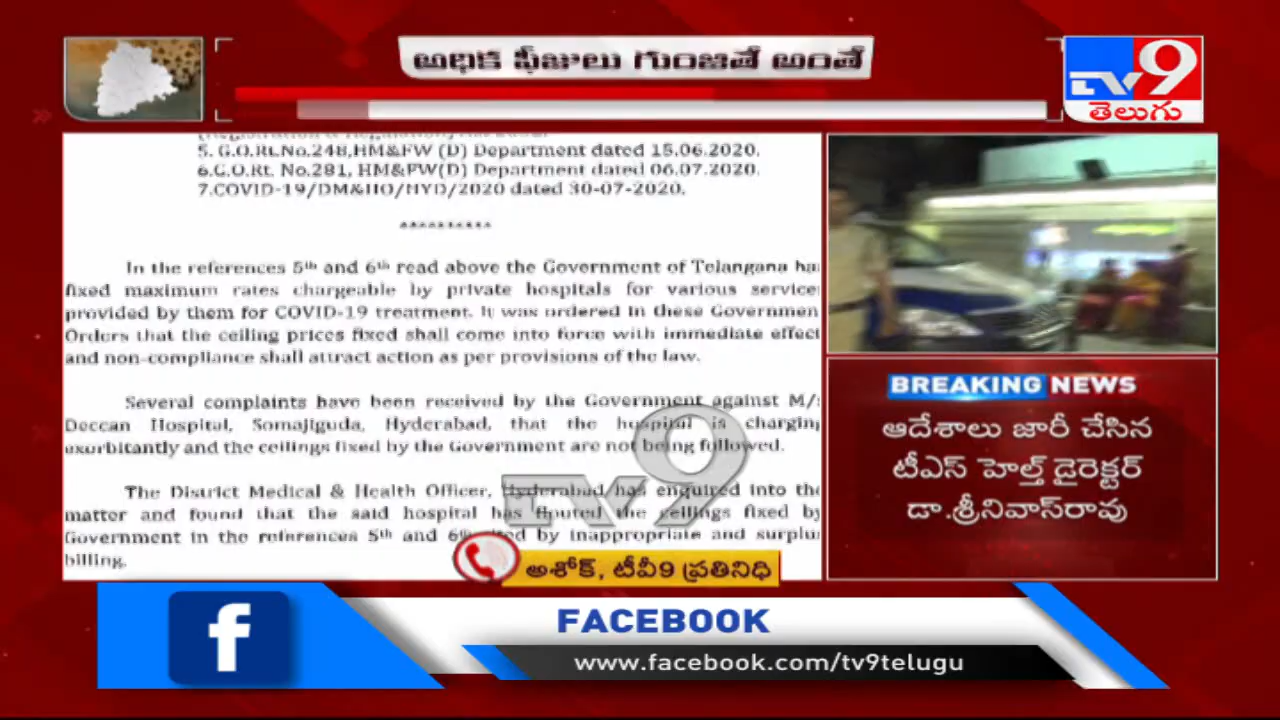 అధిక ఫీజులు గుంజితే అంతే
TV9
తెలుగు
5. G.O.Rt.No.248,HM&FW (D) Department dated 15.06.2020.
6.G.O.Rt. No.281, HM&FW(D) Department dated 06.07.2020.
7.COVID-19/DM&HO/HYD/2020 dated 30-07-2020.
**********
In the references 5th and 6th read above the Government of Telangana ha
fixed maximum rates chargeable by private hospitals for various service
provided by them for COVID-19 treatment. It was ordered in these Governmen
Orders that the ceiling prices fixed shall come into force with immediate effect
and non-compliance shall attract action as per provisions of the law.
Several complaints have been received by the Government against M/s
Deccan Hospital, Somajiguda, Hyderabad, that the hospital is charging
exorbitantly and the ceilings fixed by the Government are not being followed.
The District Medical & Health Officer, Hyderabad has enquired into the
matter and found that the said hospital has flouted the ceilings fixed by
Government in the references 5th and 6th by inappropriate and surplu
billing.
TV9
అశోక్, టీవీ9 ప్రతినిధి
BREAKING NEWS
ఆదేశాలు జారీ చేసిన
టీఎస్ హెల్త్ డైరెక్టర్
డా.శ్రీనివాస్‌రావు
f
FACEBOOK
www.facebook.com/tv9telugu